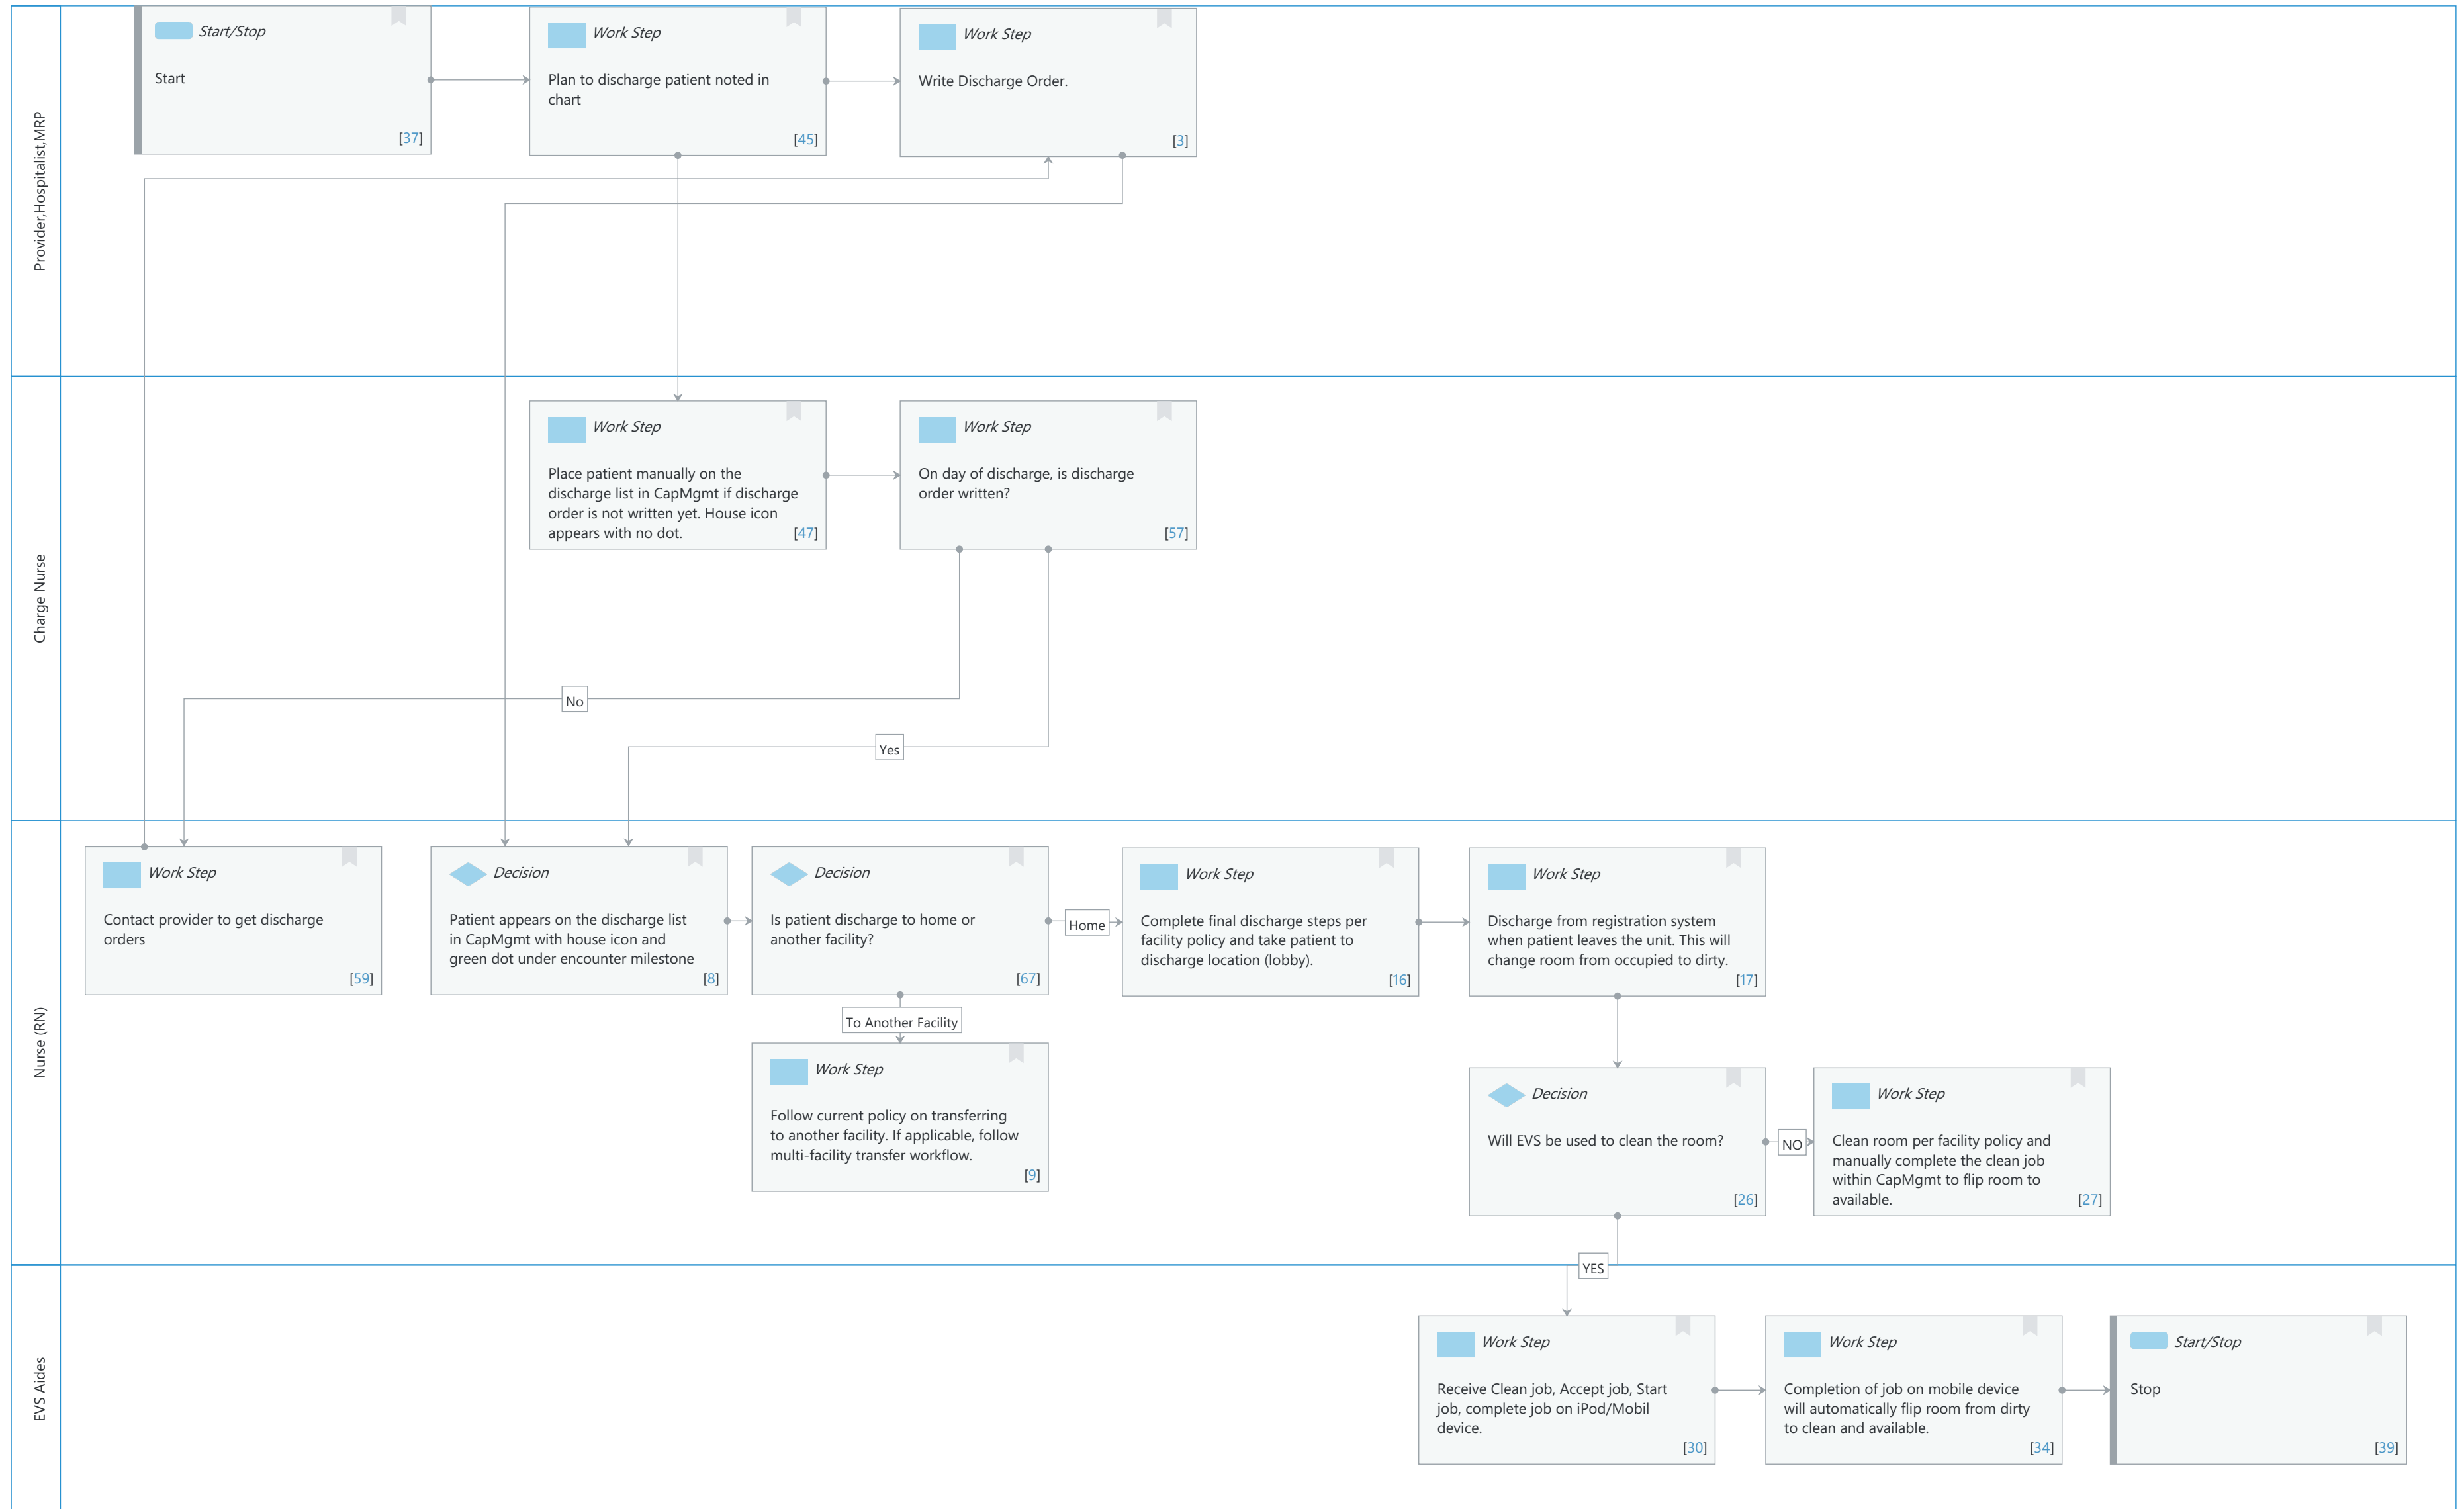 Provider,Hospitalist,MRP
Start/Stop
Start
[37]
Work Step
Plan to discharge patient noted in
chart
[45]
Work Step
Write Discharge Order.
[3]
Charge Nurse
Work Step
Place patient manually on the
discharge list in CapMgmt if discharge
order is not written yet. House icon
appears with no dot.
[47]
Work Step
On day of discharge, is discharge
order written?
[57]
No
Yes
Nurse (RN)
Work Step
Contact provider to get discharge
orders
[59]
Decision
Patient appears on the discharge list
in CapMgmt with house icon and
green dot under encounter milestone
[8]
Decision
Is patient discharge to home or
another facility?
[67]
Home
Work Step
Complete final discharge steps per
facility policy and take patient to
discharge location (lobby).
[16]
Work Step
Discharge from registration system
when patient leaves the unit. This will
change room from occupied to dirty.
[17]
To Another Facility
Work Step
Follow current policy on transferring
to another facility. If applicable, follow
multi-facility transfer workflow.
[9]
Decision
Will EVS be used to clean the room?
[26]
NO
Work Step
Clean room per facility policy and
manually complete the clean job
within CapMgmt to flip room to
available.
[27]
YES
EVS Aides
Work Step
Receive Clean job, Accept job, Start
job, complete job on iPod/Mobil
device.
[30]
Work Step
Completion of job on mobile device
will automatically flip room from dirty
to clean and available.
[34]
Start/Stop
Stop
[39]